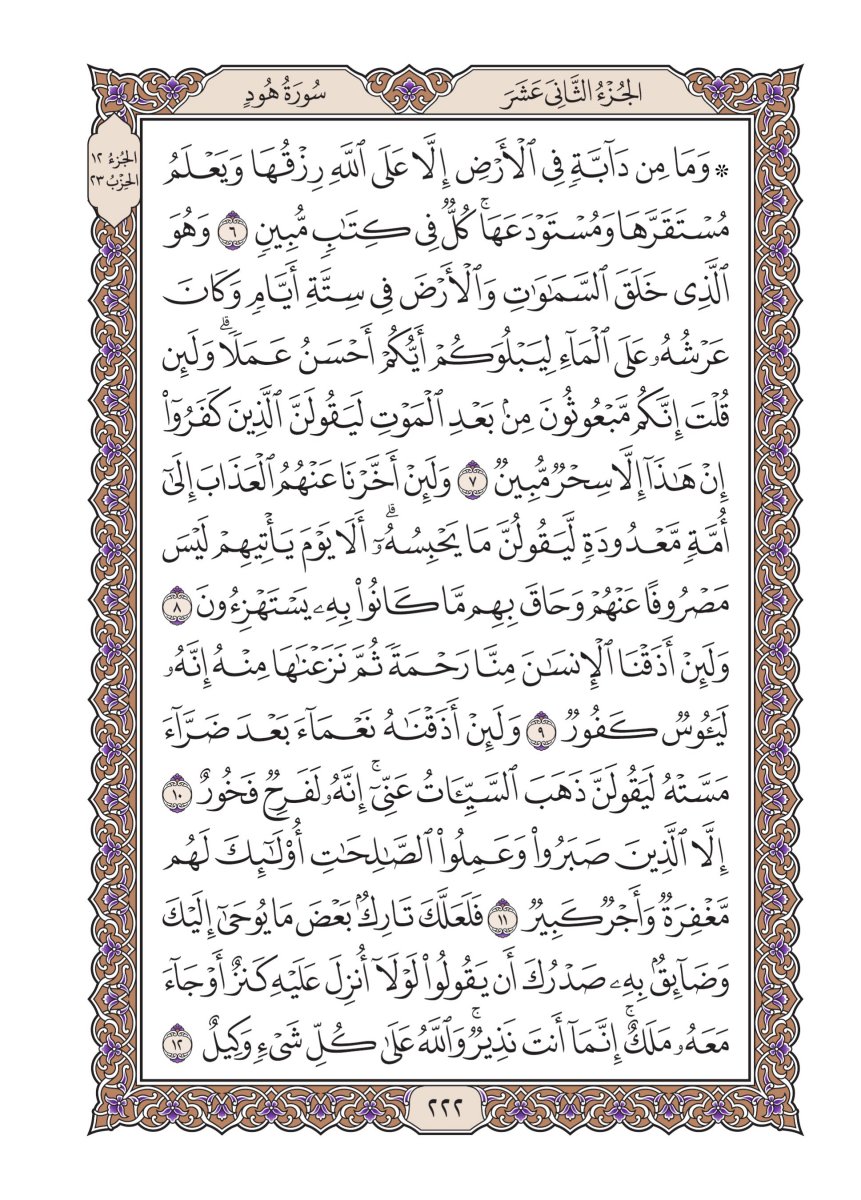 الجُزْءُ الثَّانِىَ عَشَرَ
سُورَةُ هُودٍ
الجُزءُ ١٢
الحِزْبُ ٢٣
۞ وَمَا مِن دَآبَّةٖ فِي ٱلۡأَرۡضِ إِلَّا عَلَى ٱللَّهِ رِزۡقُهَا وَيَعۡلَمُ
مُسۡتَقَرَّهَا وَمُسۡتَوۡدَعَهَاۚ كُلّٞ فِي كِتَٰبٖ مُّبِينٖ ٦ وَهُوَ
ٱلَّذِي خَلَقَ ٱلسَّمَٰوَٰتِ وَٱلۡأَرۡضَ فِي سِتَّةِ أَيَّامٖ وَكَانَ
عَرۡشُهُۥ عَلَى ٱلۡمَآءِ لِيَبۡلُوَكُمۡ أَيُّكُمۡ أَحۡسَنُ عَمَلٗاۗ وَلَئِن
قُلۡتَ إِنَّكُم مَّبۡعُوثُونَ مِنۢ بَعۡدِ ٱلۡمَوۡتِ لَيَقُولَنَّ ٱلَّذِينَ كَفَرُوٓاْ
إِنۡ هَٰذَآ إِلَّا سِحۡرٞ مُّبِينٞ ٧ وَلَئِنۡ أَخَّرۡنَا عَنۡهُمُ ٱلۡعَذَابَ إِلَىٰٓ
أُمَّةٖ مَّعۡدُودَةٖ لَّيَقُولُنَّ مَا يَحۡبِسُهُۥٓۗ أَلَا يَوۡمَ يَأۡتِيهِمۡ لَيۡسَ
مَصۡرُوفًا عَنۡهُمۡ وَحَاقَ بِهِم مَّا كَانُواْ بِهِۦ يَسۡتَهۡزِءُونَ ٨
وَلَئِنۡ أَذَقۡنَا ٱلۡإِنسَٰنَ مِنَّا رَحۡمَةٗ ثُمَّ نَزَعۡنَٰهَا مِنۡهُ إِنَّهُۥ
لَيَـُٔوسٞ كَفُورٞ ٩ وَلَئِنۡ أَذَقۡنَٰهُ نَعۡمَآءَ بَعۡدَ ضَرَّآءَ
مَسَّتۡهُ لَيَقُولَنَّ ذَهَبَ ٱلسَّيِّـَٔاتُ عَنِّيٓۚ إِنَّهُۥ لَفَرِحٞ فَخُورٌ ١٠
إِلَّا ٱلَّذِينَ صَبَرُواْ وَعَمِلُواْ ٱلصَّٰلِحَٰتِ أُوْلَٰٓئِكَ لَهُم
مَّغۡفِرَةٞ وَأَجۡرٞ كَبِيرٞ ١١ فَلَعَلَّكَ تَارِكُۢ بَعۡضَ مَا يُوحَىٰٓ إِلَيۡكَ
وَضَآئِقُۢ بِهِۦ صَدۡرُكَ أَن يَقُولُواْ لَوۡلَآ أُنزِلَ عَلَيۡهِ كَنزٌ أَوۡ جَآءَ
مَعَهُۥ مَلَكٌۚ إِنَّمَآ أَنتَ نَذِيرٞۚ وَٱللَّهُ عَلَىٰ كُلِّ شَيۡءٖ وَكِيلٌ ١٢
٢٢٢